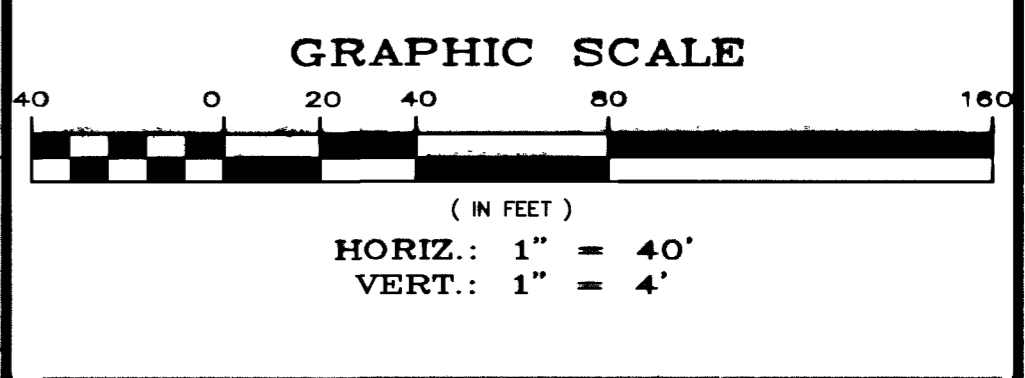 GRAPHIC SCALE
40 0 20 40 80 160
( IN FEET )
HORIZ.: 1" = 40'
VERT.: 1" = 4'